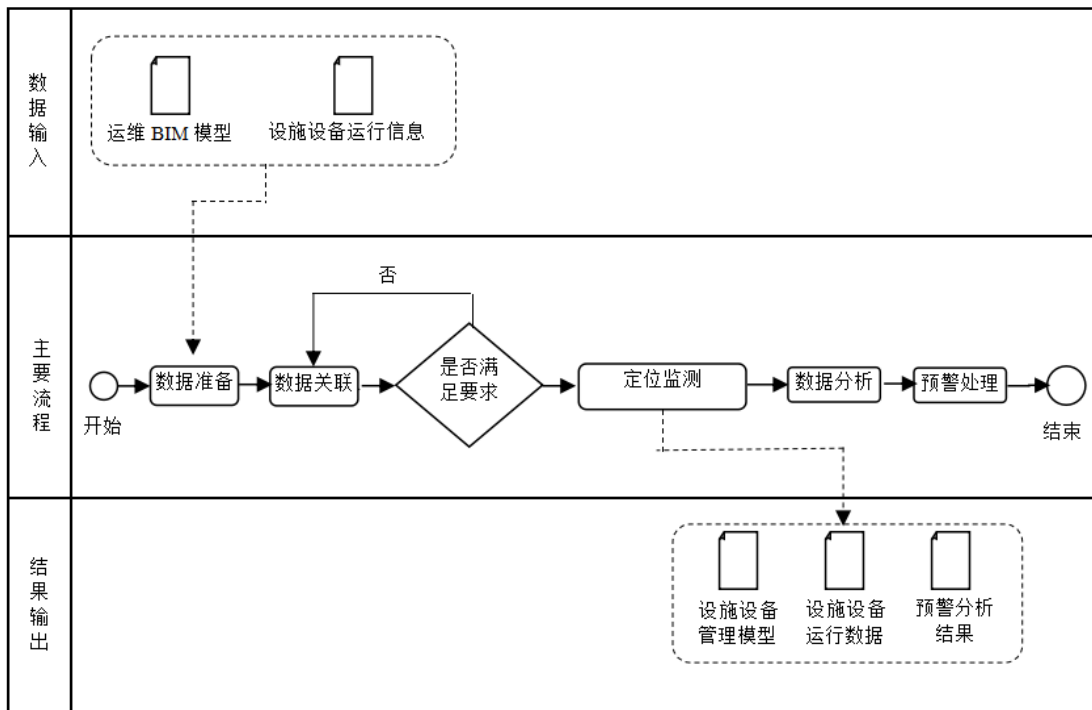 数据输入
运维 BIM 模型
设施设备运行信息
主要流程
否
开始
数据准备
数据关联
是否满
足要求
定位监测
数据分析
预警处理
结束
结果输出
设施设备
管理模型
设施设备
运行数据
预警分析
结果